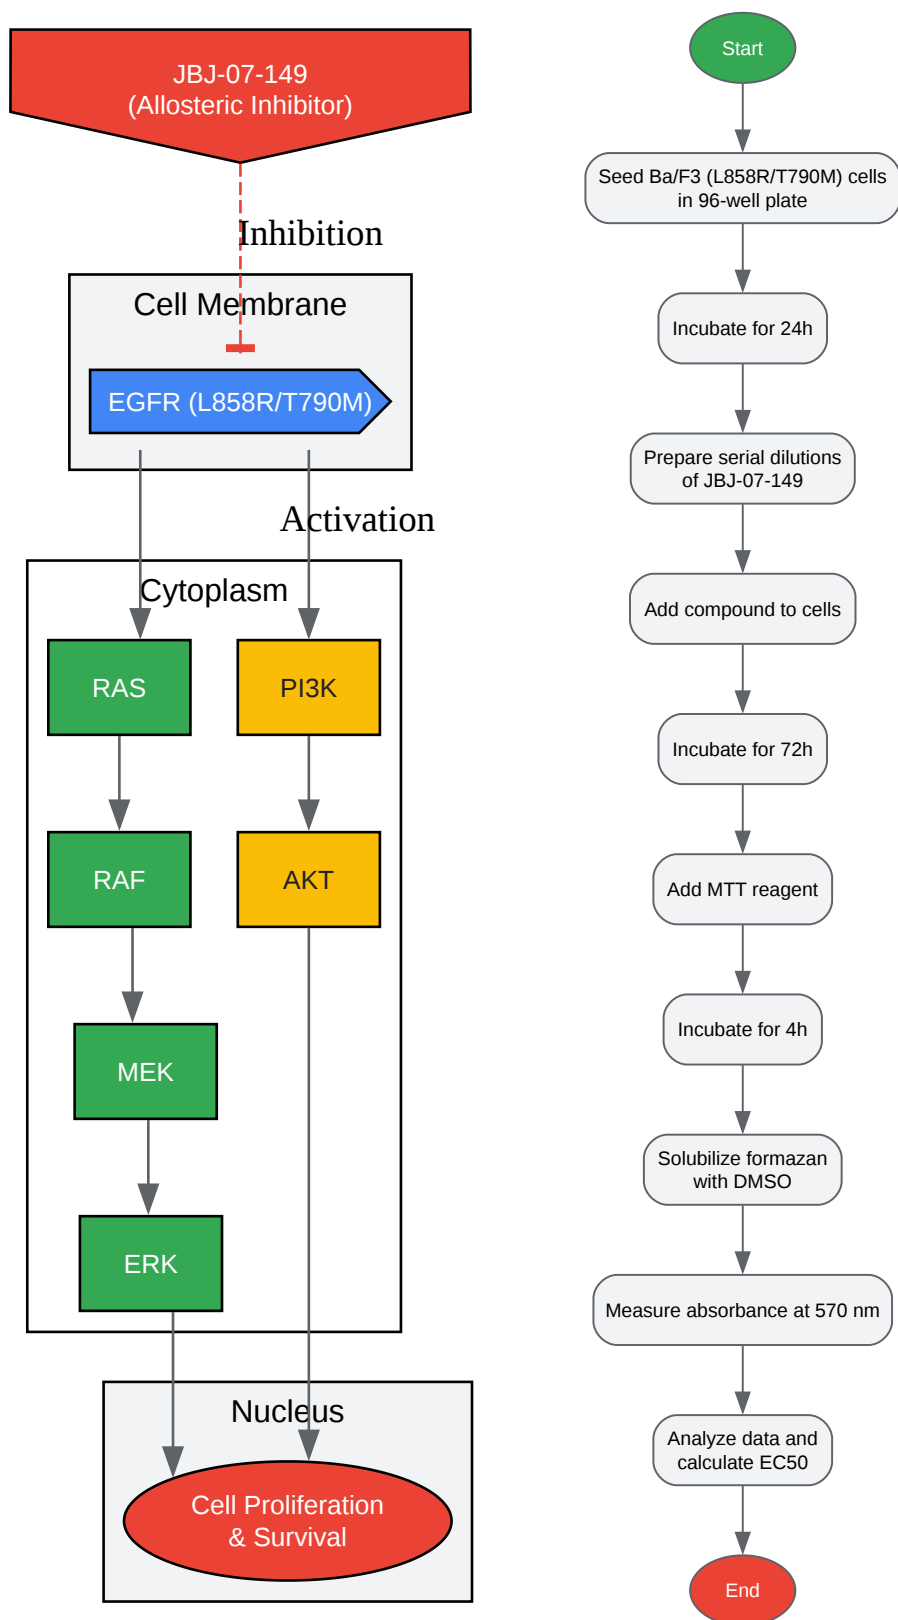 JBJ-07-149
(Allosteric Inhibitor)
Inhibition
Cell Membrane
EGFR (L858R/T790M)
Activation
Cytoplasm
RAS
PI3K
RAF
AKT
MEK
ERK
Nucleus
Cell Proliferation
& Survival
Start
Seed Ba/F3 (L858R/T790M) cells
in 96-well plate
Incubate for 24h
Prepare serial dilutions
of JBJ-07-149
Add compound to cells
Incubate for 72h
Add MTT reagent
Incubate for 4h
Solubilize formazan
with DMSO
Measure absorbance at 570 nm
Analyze data and
calculate EC50
End